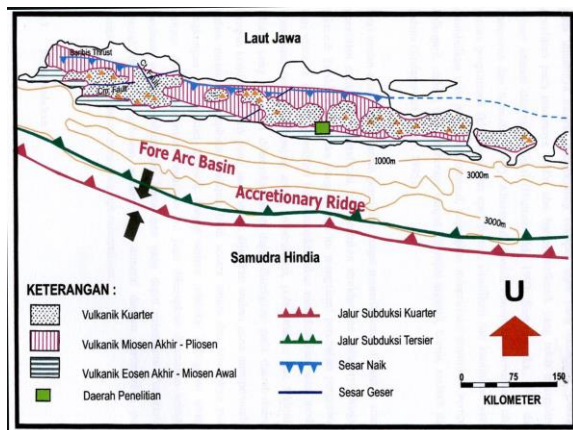 Laut Jawa
Baribis Thrust
Fault
Fore Arc Basin
1000m
3000m
Accretionary Ridge
3000m
Samudra Hindia
KETERANGAN :
Vulkanik Kuarter
Vulkanik Miosen Akhir - Pliosen
Vulkanik Eosen Akhir - Miosen Awal
Daerah Penelitian
Jalur Subduksi Kuarter
Jalur Subduksi Tersier
Sesar Naik
Sesar Geser
U
0 75 150
KILOMETER